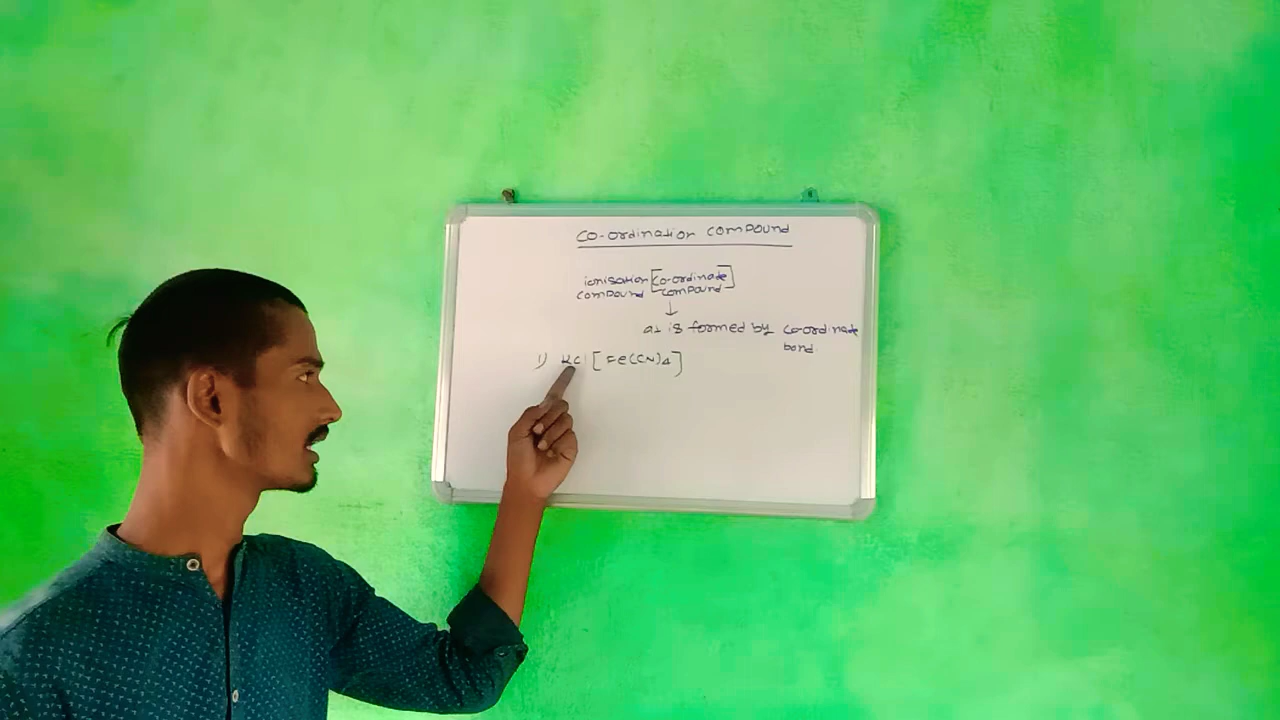 CO-ordination compound
ionisation [co-ordinate]
compound compound
↓
at is formed by co-ordinate
bond.
1) KCl [Fe(CN)4]